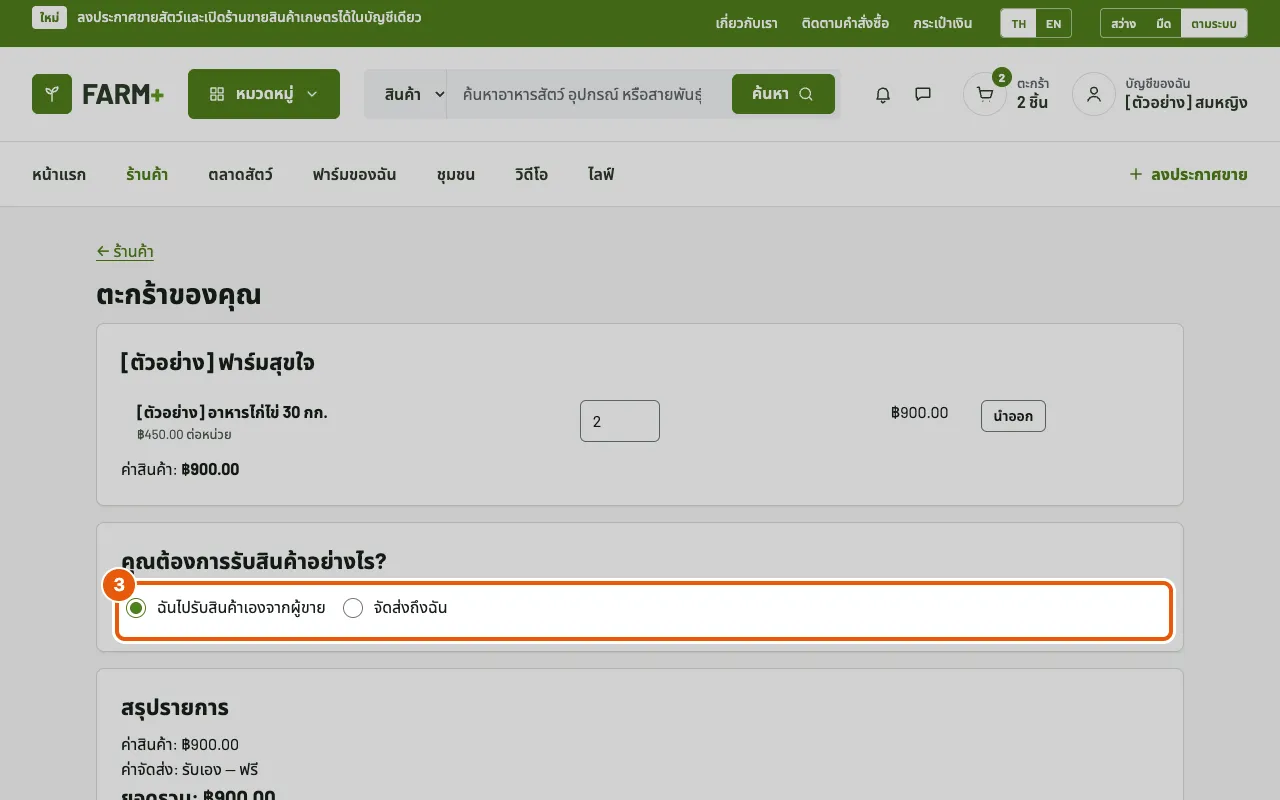 ใหม่ ลงประกาศขายสัตว์และเปิดร้านขายสินค้าเกษตรได้ในบัญชีเดียว เกี่ยวกับเรา ติดตามคำสั่งซื้อ กระเป๋าเงิน TH EN สว่าง มืด ตามระบบ
FARM+ หมวดหมู่ สินค้า ค้นหาอาหารสัตว์ อุปกรณ์ หรือสายพันธุ์ ค้นหา 2 ตะกร้า 2 ชิ้น บัญชีของฉัน [ตัวอย่าง] สมหญิง
หน้าแรก ร้านค้า ตลาดสัตว์ ฟาร์มของฉัน ชุมชน วิดีโอ ไลฟ์ + ลงประกาศขาย
← ร้านค้า
ตะกร้าของคุณ
[ตัวอย่าง] ฟาร์มสุขใจ
[ตัวอย่าง] อาหารไก่ไข่ 30 กก. 2 ฿900.00 นำออก
฿450.00 ต่อหน่วย
ค่าสินค้า: ฿900.00
คุณต้องการรับสินค้าอย่างไร?
3
ฉันไปรับสินค้าเองจากผู้ขาย จัดส่งถึงฉัน
สรุปรายการ
ค่าสินค้า: ฿900.00
ค่าจัดส่ง: รับเอง — ฟรี
ยอดรวม: ฿900.00